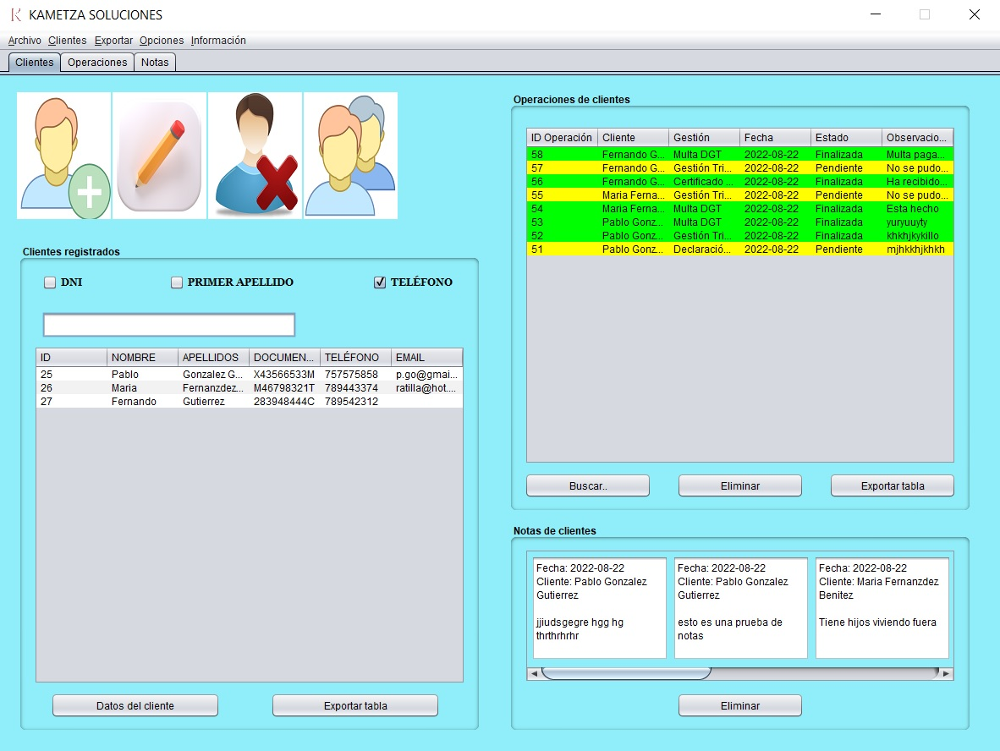 KAMETZA SOLUCIONES
Archivo Clientes Exportar Opciones Información
Clientes Operaciones Notas
Clientes registrados
DNI PRIMER APELLIDO TELÉFONO
ID NOMBRE APELLIDOS DOCUMEN... TELÉFONO EMAIL
25 Pablo Gonzalez G... X43566533M 757575858 p.go@gmai...
26 Maria Fernanzdez... M46798321T 789443374 ratilla@hot....
27 Fernando Gutierrez 283948444C 789542312
Datos del cliente Exportar tabla
Operaciones de clientes
ID Operación Cliente Gestión Fecha Estado Observacio...
58 Fernando G... Multa DGT 2022-08-22 Finalizada Multa paga...
57 Fernando G... Gestión Tri... 2022-08-22 Pendiente No se pudo...
56 Fernando G... Certificado ... 2022-08-22 Finalizada Ha recibido...
55 Maria Ferna... Gestión Tri... 2022-08-22 Pendiente No se pudo...
54 Maria Ferna... Multa DGT 2022-08-22 Finalizada Esta hecho
53 Pablo Gonz... Multa DGT 2022-08-22 Finalizada yuryuuyty
52 Pablo Gonz... Gestión Tri... 2022-08-22 Finalizada khkhjkykillo
51 Pablo Gonz... Declaració... 2022-08-22 Pendiente mjhkkhjkhkh
Buscar.. Eliminar Exportar tabla
Notas de clientes
Fecha: 2022-08-22
Cliente: Pablo Gonzalez
Gutierrez
jjiudsgegre hgg hg
thrthrhrhr
Fecha: 2022-08-22
Cliente: Pablo Gonzalez
Gutierrez
esto es una prueba de
notas
Fecha: 2022-08-22
Cliente: Maria Fernanzdez
Benitez
Tiene hijos viviendo fuera
Eliminar